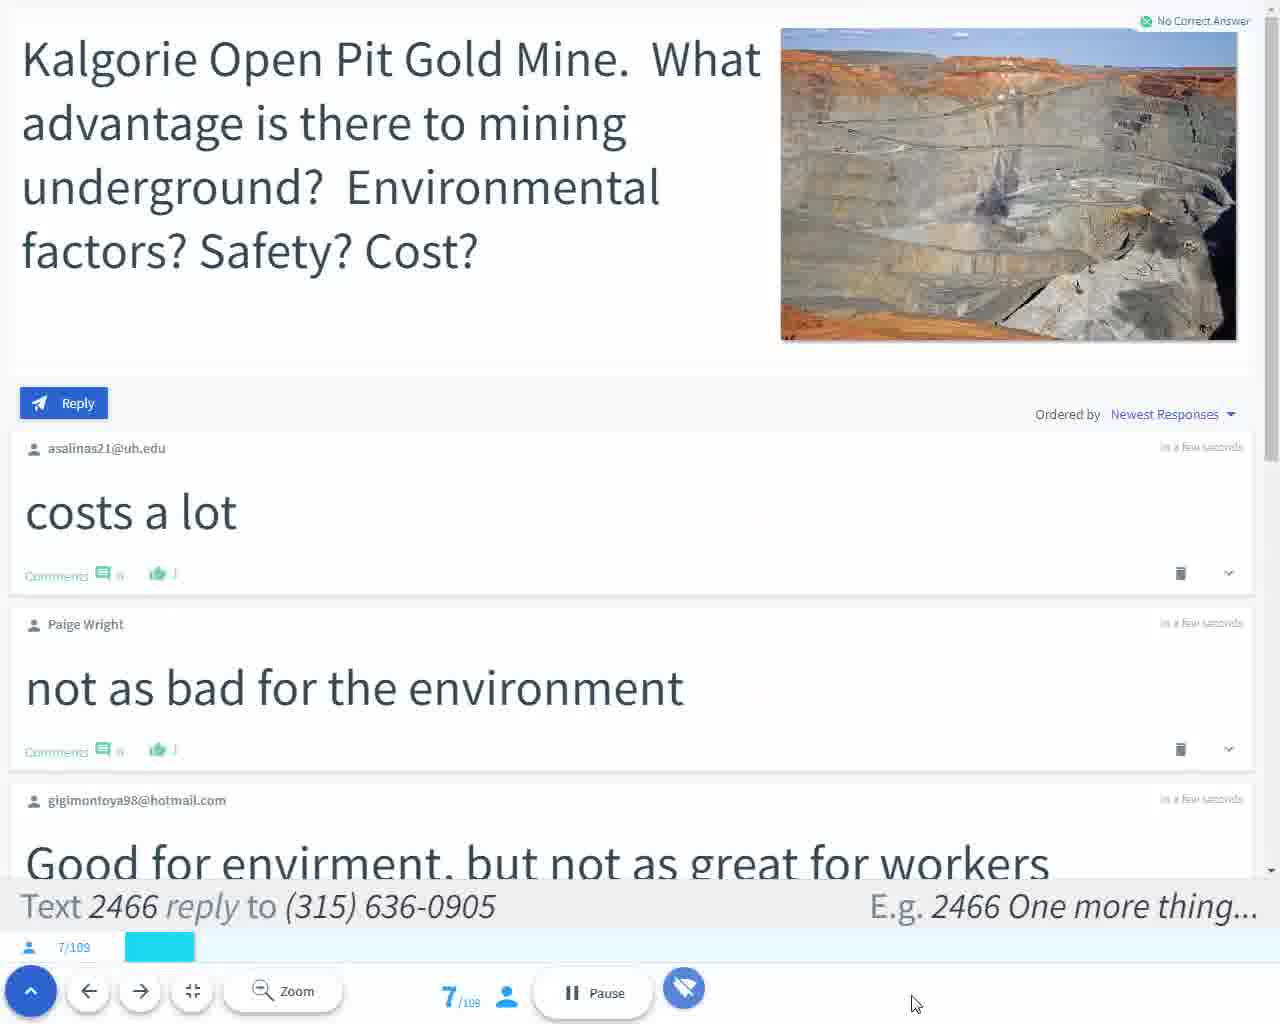 No Correct Answer
Kalgorie Open Pit Gold Mine. What
advantage is there to mining
underground? Environmental
factors? Safety? Cost?
Reply
Ordered by Newest Responses
asalinas21@uh.edu
in a few seconds
costs a lot
Comments 0
Paige Wright
in a few seconds
not as bad for the environment
Comments 0
gigimontoya98@hotmail.com
in a few seconds
Good for envirment, but not as great for workers
Text 2466 reply to (315) 636-0905
E.g. 2466 One more thing...
7/109
Zoom
7/109
Pause